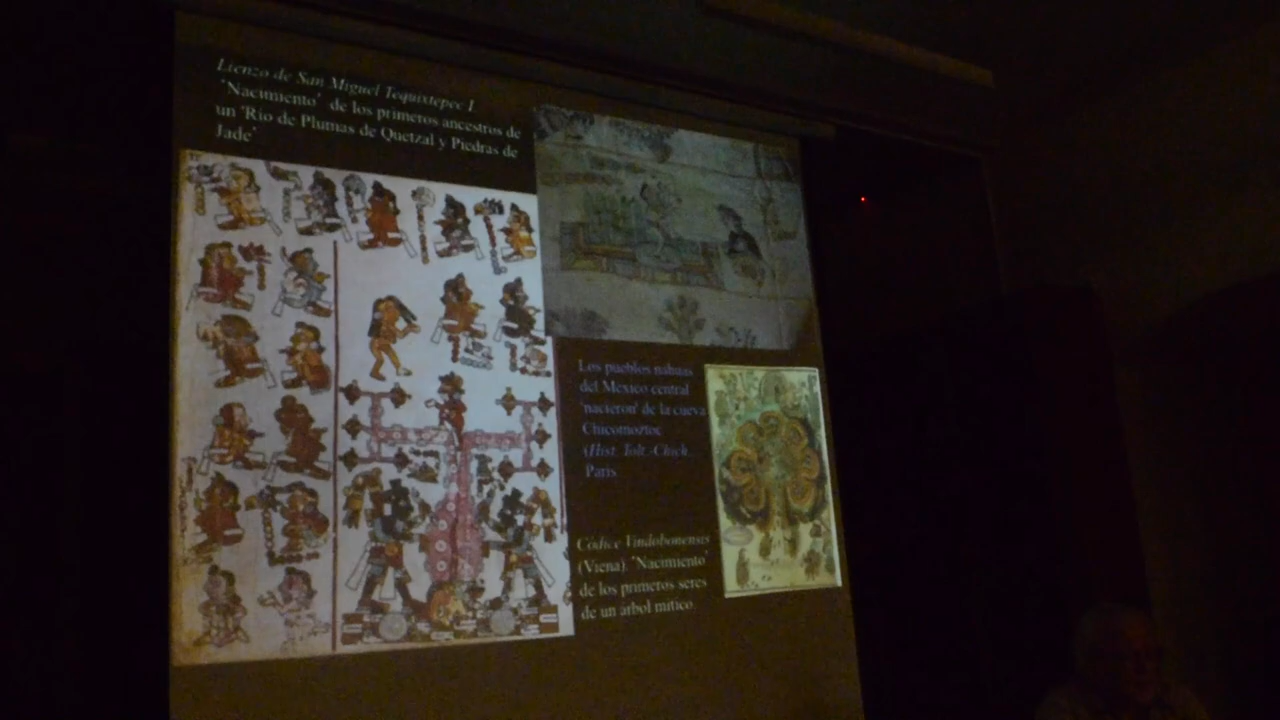 Lienzo de San Miguel Tequixtepec I.
'Nacimiento' de los primeros ancestros de
un 'Río de Plumas de Quetzal y Piedras de
Jade'
Los pueblos nahuas
del Mexico central
'nacieron' de la cueva
Chicomoztoc
(Hist. Tolt.-Chich.,
Paris
Códice Vindobonensis
(Viena). 'Nacimiento'
de los primeros seres
de un árbol mítico.